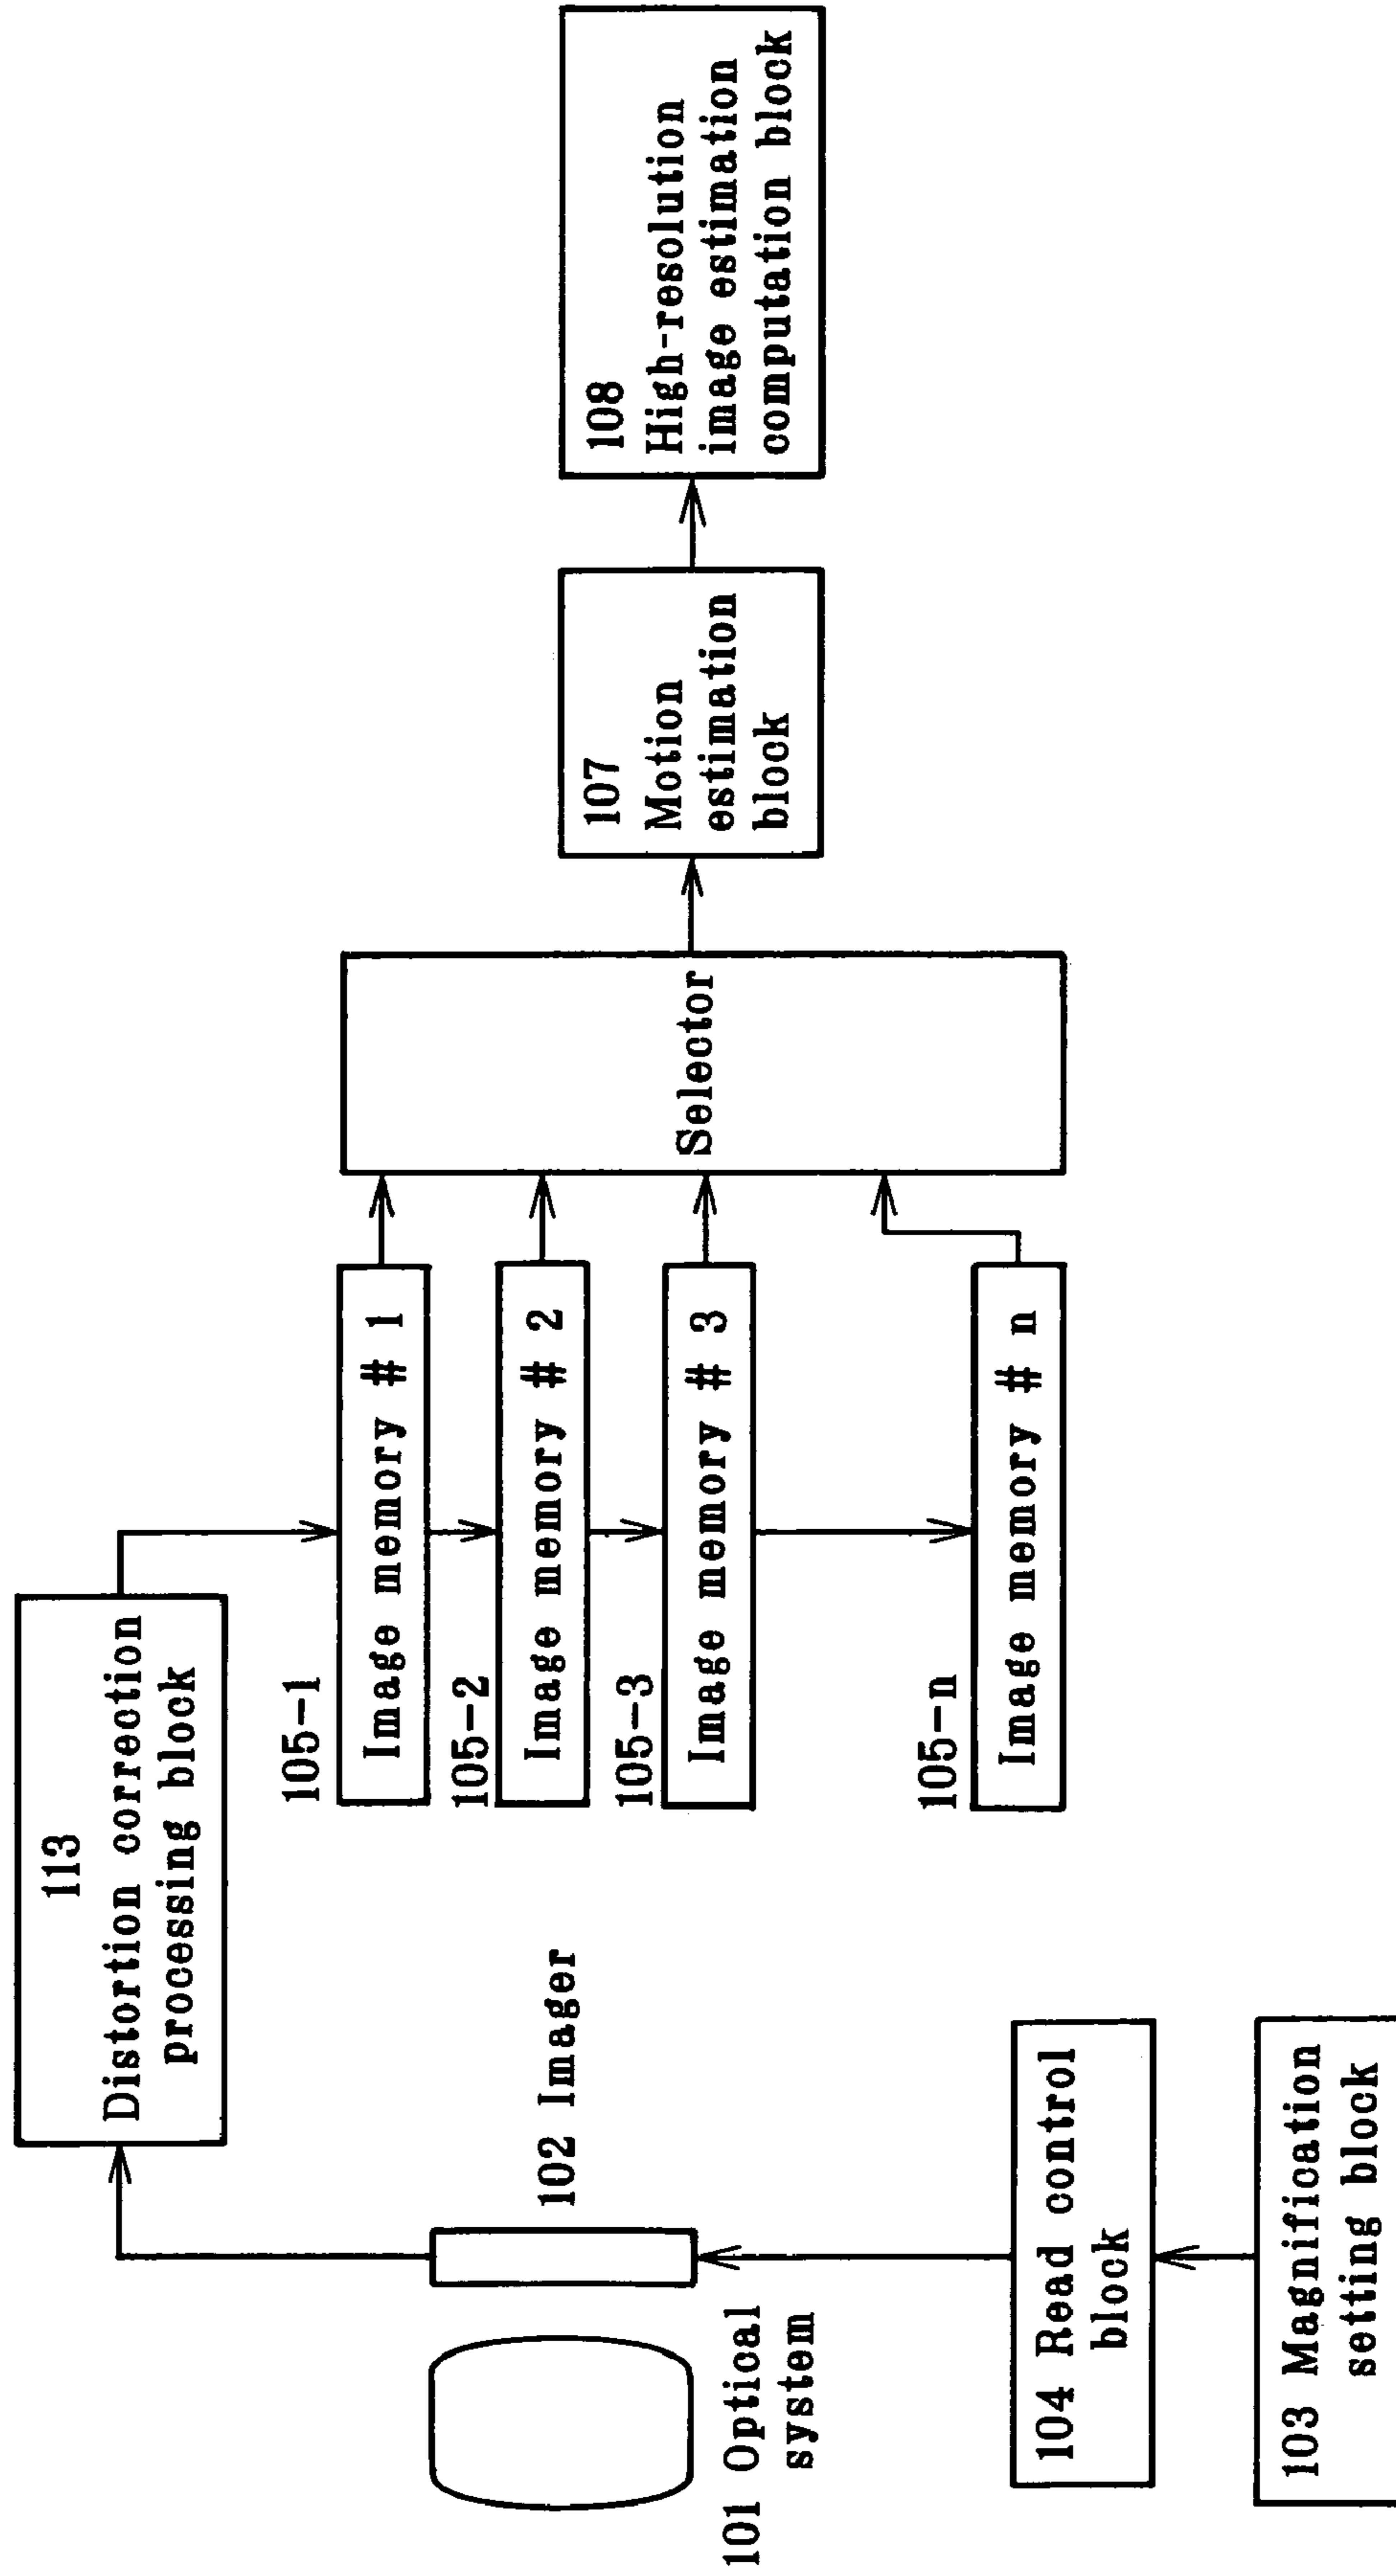 113
Distortion correction
processing block
101 Optical
system
102 Imager
104 Read control
block
103 Magnification
setting block
105-1
Image memory # 1
105-2
Image memory # 2
105-3
Image memory # 3
105-n
Image memory # n
Selector
107
Motion
estimation
block
108
High-resolution
image estimation
computation block